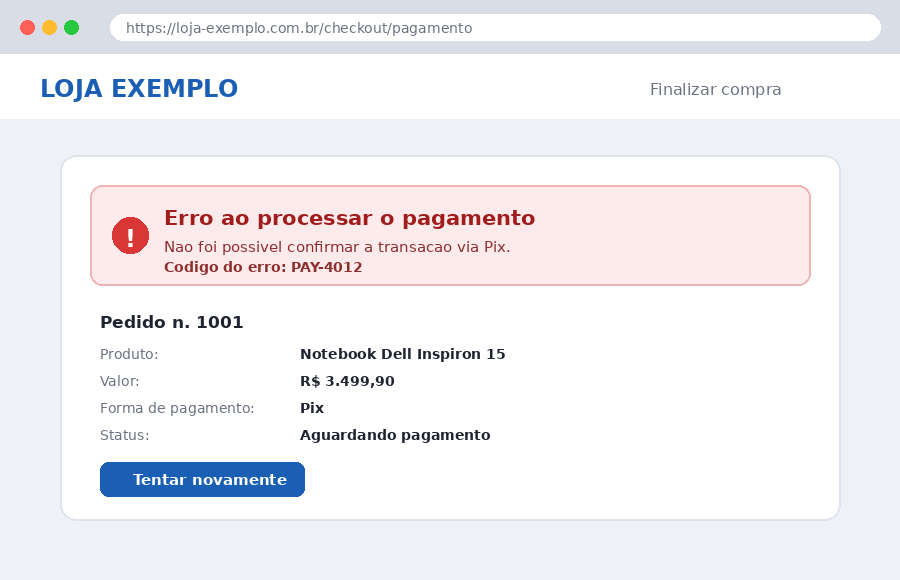 https://loja-exemplo.com.br/checkout/pagamento
LOJA EXEMPLO
Finalizar compra
!
Erro ao processar o pagamento
Nao foi possivel confirmar a transacao via Pix.
Codigo do erro: PAY-4012
Pedido n. 1001
Produto: Notebook Dell Inspiron 15
Valor: R$ 3.499,90
Forma de pagamento: Pix
Status: Aguardando pagamento
Tentar novamente